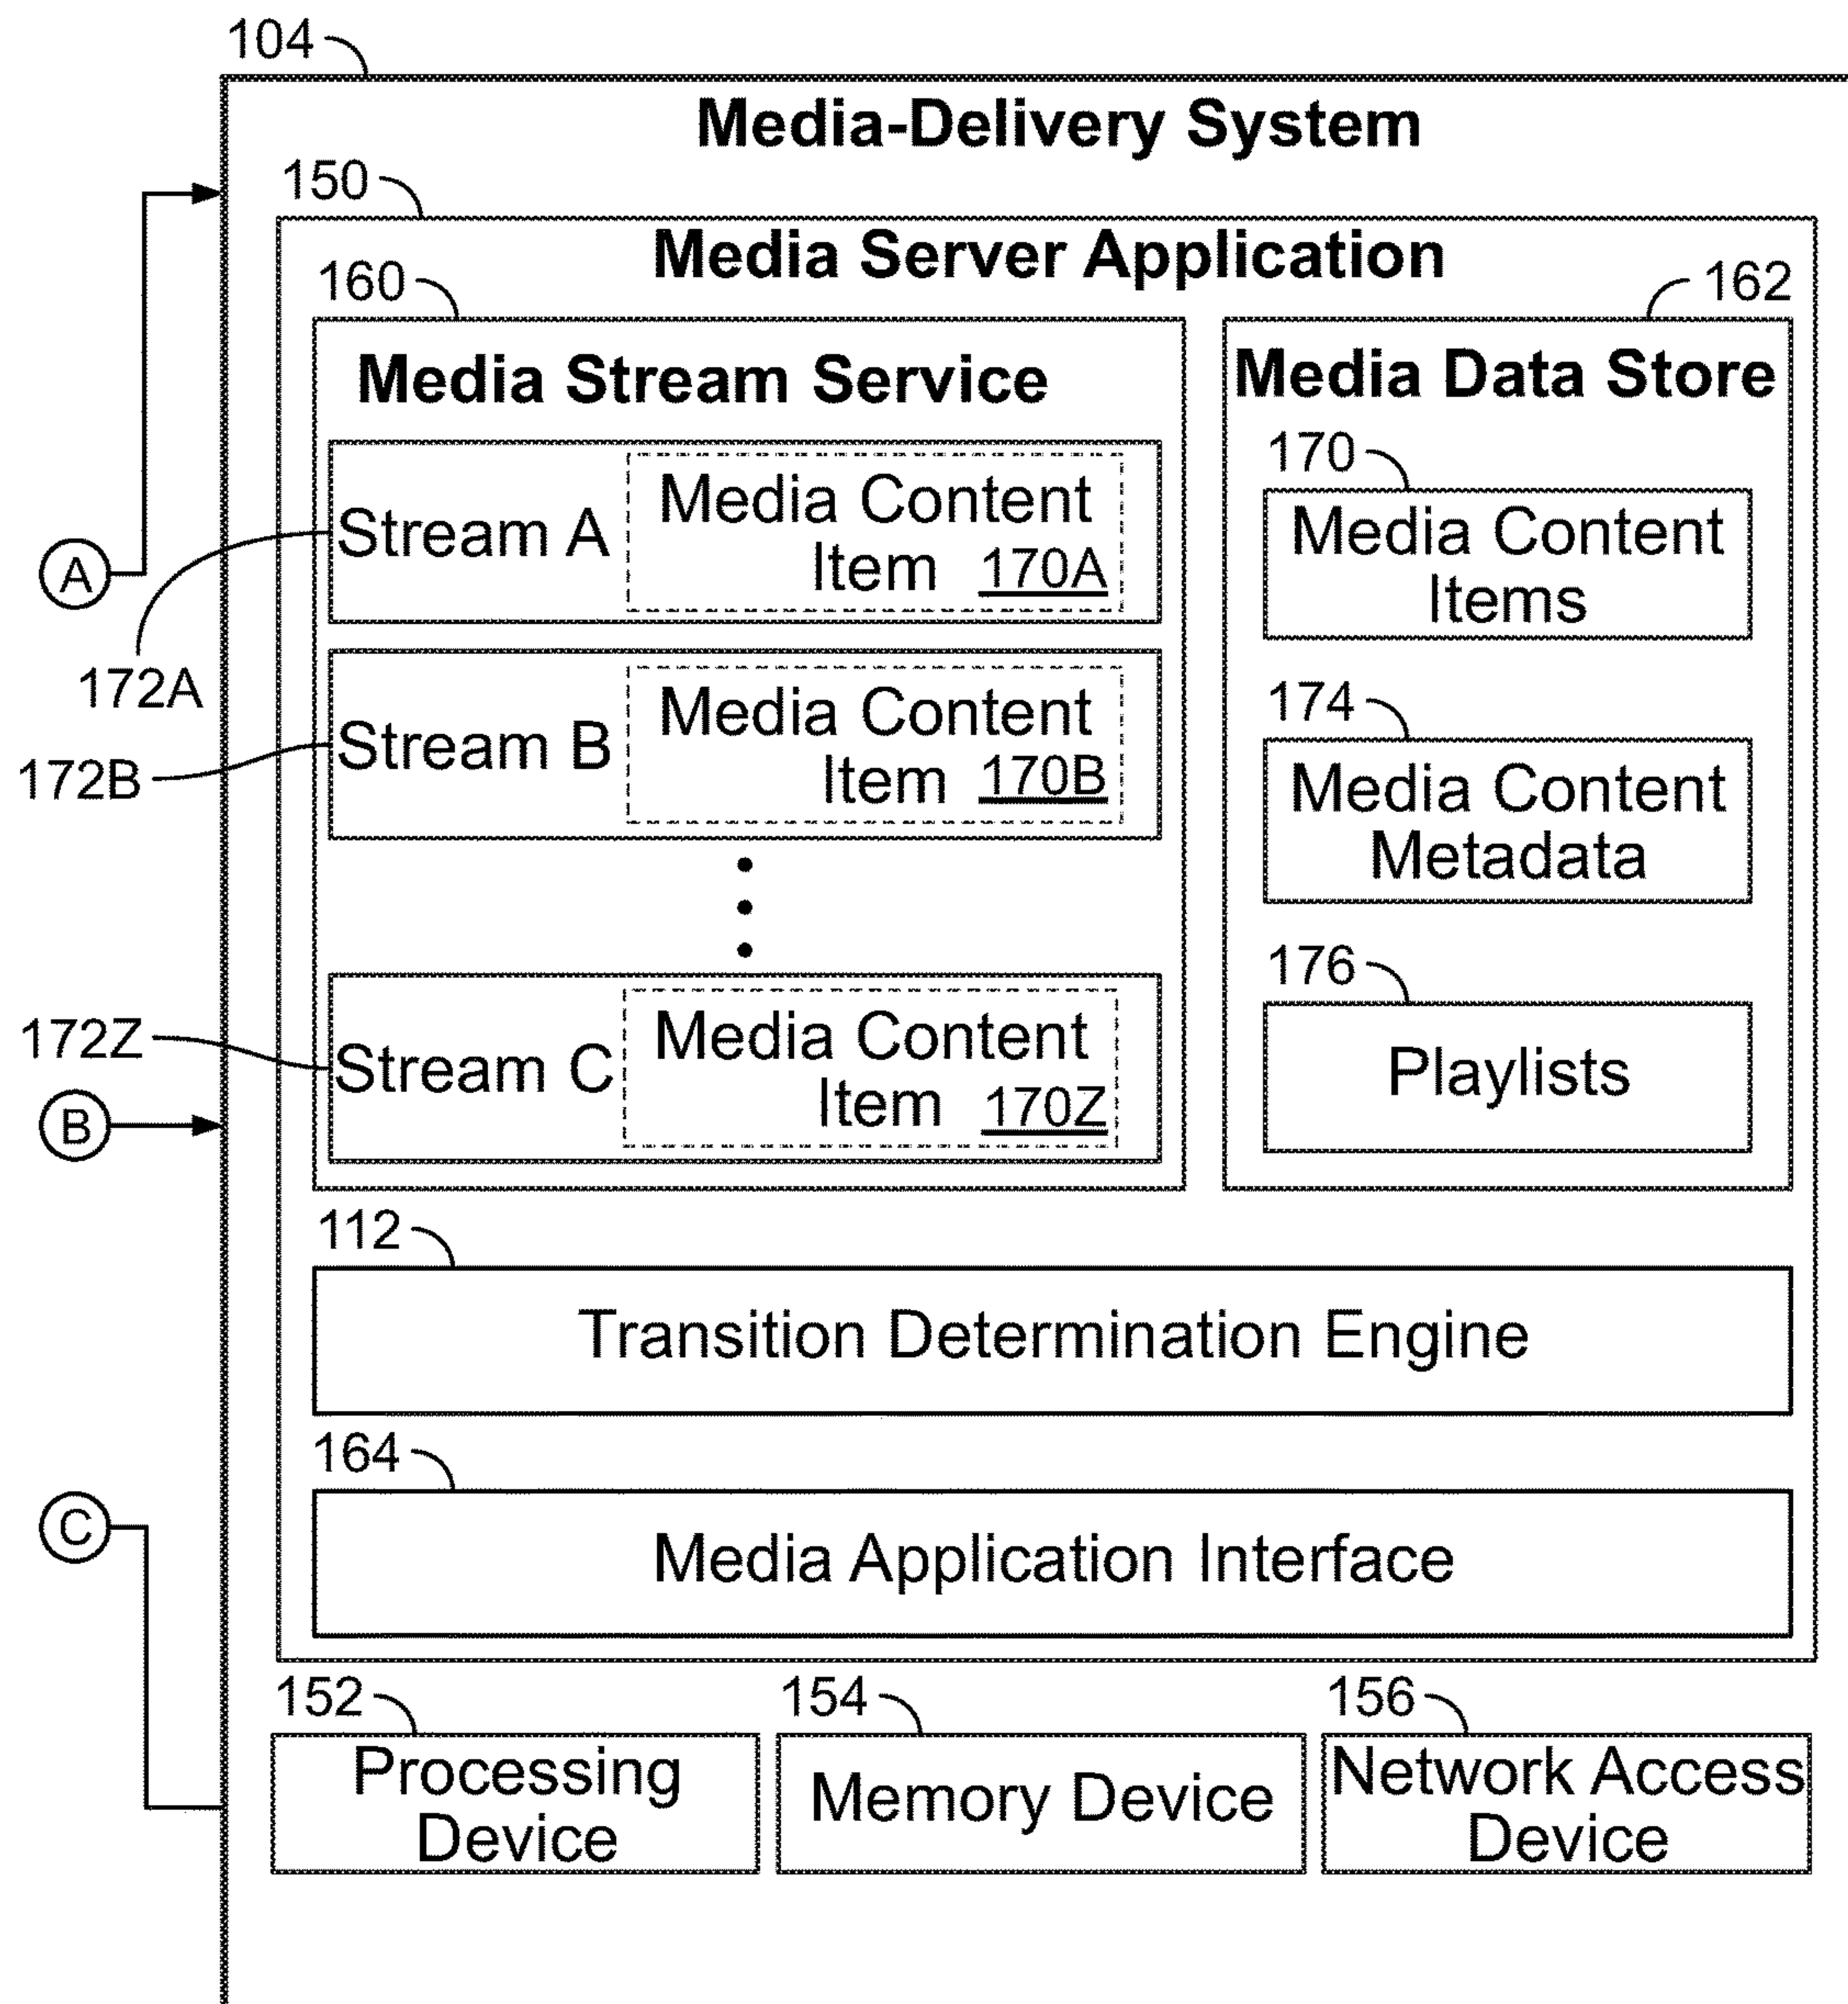 104
Media-Delivery System
150
Media Server Application
160
162
Media Stream Service
Media Data Store
Stream A
Media Content
Item 170A
172A
Stream B
Media Content
Item 170B
172B
Stream C
Media Content
Item 170Z
172Z
170
Media Content
Items
174
Media Content
Metadata
176
Playlists
A
B
C
112
Transition Determination Engine
164
Media Application Interface
152
Processing
Device
154
Memory Device
156
Network Access
Device